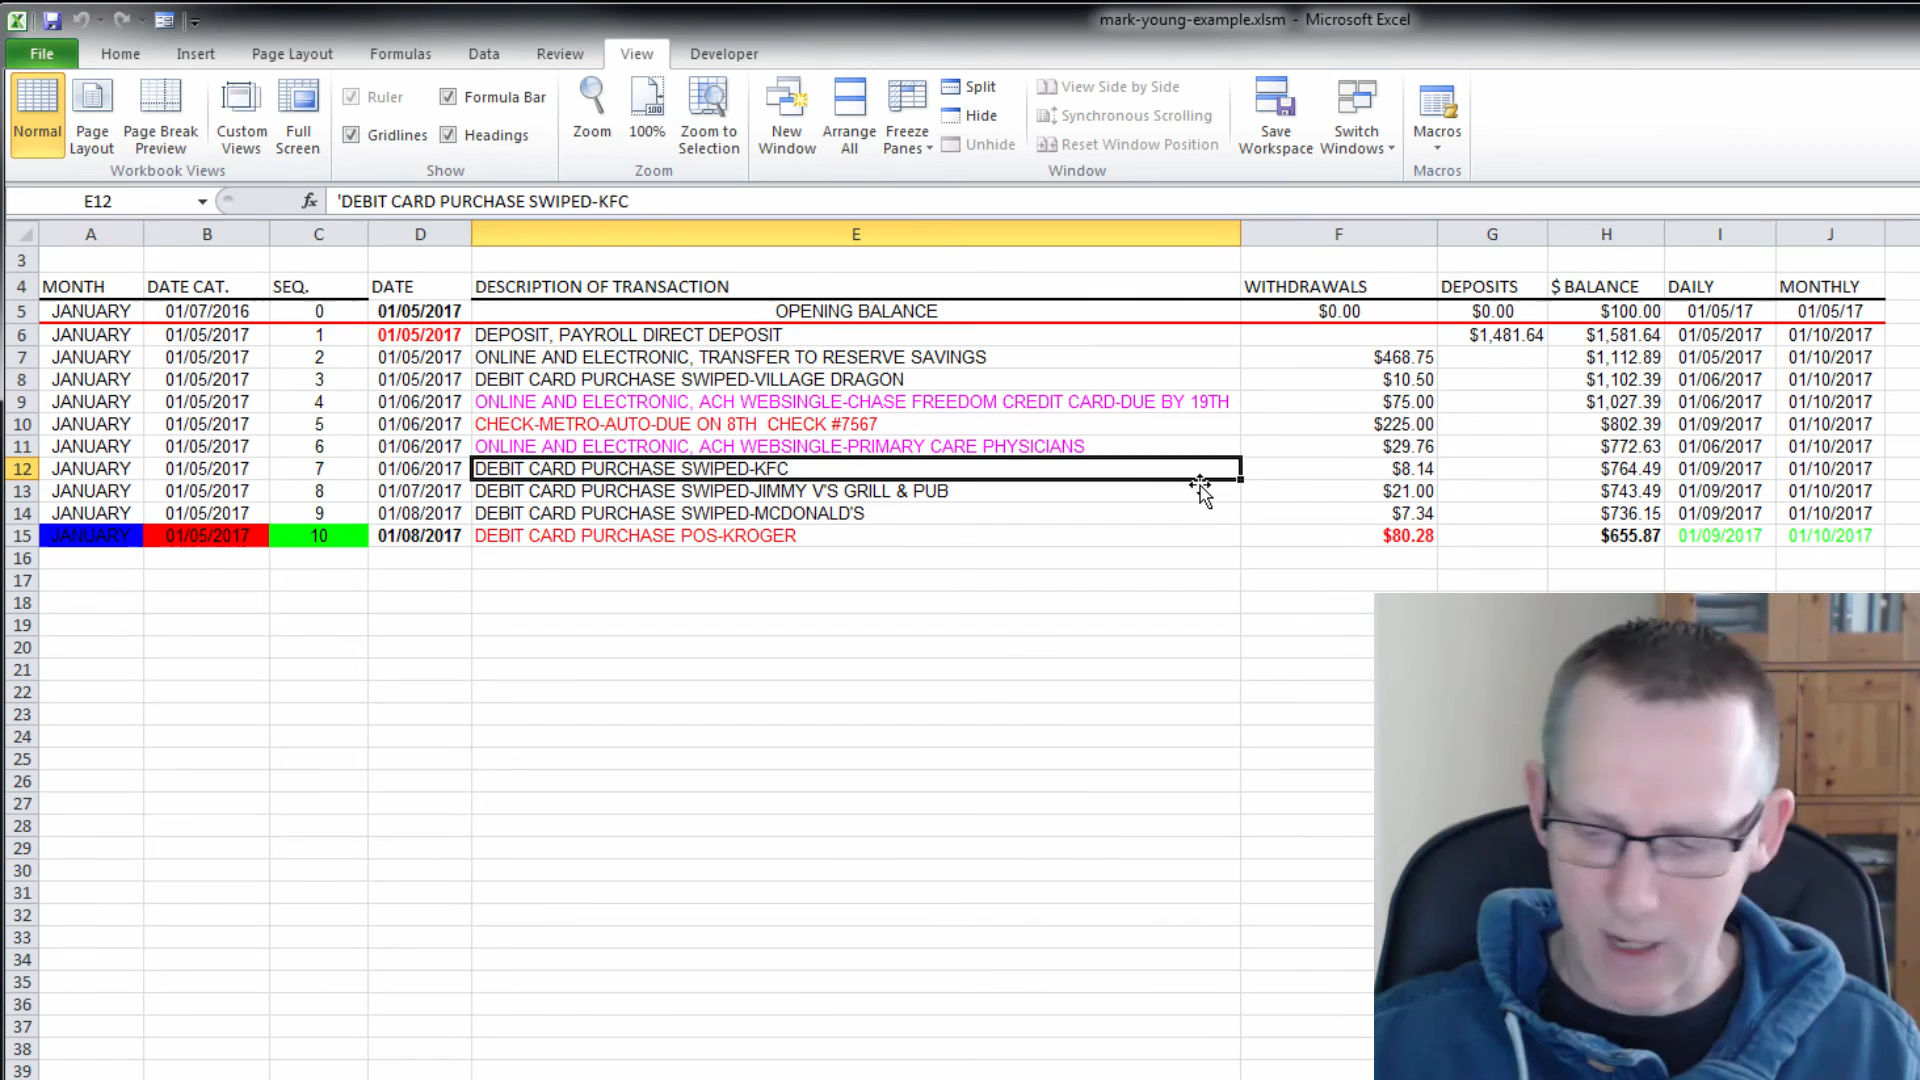 mark-young-example.xlsm - Microsoft Excel
File Home Insert Page Layout Formulas Data Review View Developer
Normal Page Layout Page Break Preview Custom Views Full Screen
Workbook Views
Ruler Formula Bar
Gridlines Headings
Show
Zoom 100% Zoom to Selection
Zoom
New Window Arrange All Freeze Panes
Split
Hide
Unhide
View Side by Side
Synchronous Scrolling
Reset Window Position
Save Workspace Switch Windows
Window
Macros
Macros
E12 fx 'DEBIT CARD PURCHASE SWIPED-KFC
A B C D E F G H I J
3
4 MONTH DATE CAT. SEQ. DATE DESCRIPTION OF TRANSACTION WITHDRAWALS DEPOSITS $ BALANCE DAILY MONTHLY
5 JANUARY 01/07/2016 0 01/05/2017 OPENING BALANCE $0.00 $0.00 $100.00 01/05/17 01/05/17
6 JANUARY 01/05/2017 1 01/05/2017 DEPOSIT, PAYROLL DIRECT DEPOSIT $1,481.64 $1,581.64 01/05/2017 01/10/2017
7 JANUARY 01/05/2017 2 01/05/2017 ONLINE AND ELECTRONIC, TRANSFER TO RESERVE SAVINGS $468.75 $1,112.89 01/05/2017 01/10/2017
8 JANUARY 01/05/2017 3 01/05/2017 DEBIT CARD PURCHASE SWIPED-VILLAGE DRAGON $10.50 $1,102.39 01/06/2017 01/10/2017
9 JANUARY 01/05/2017 4 01/06/2017 ONLINE AND ELECTRONIC, ACH WEBSINGLE-CHASE FREEDOM CREDIT CARD-DUE BY 19TH $75.00 $1,027.39 01/06/2017 01/10/2017
10 JANUARY 01/05/2017 5 01/06/2017 CHECK-METRO-AUTO-DUE ON 8TH CHECK #7567 $225.00 $802.39 01/09/2017 01/10/2017
11 JANUARY 01/05/2017 6 01/06/2017 ONLINE AND ELECTRONIC, ACH WEBSINGLE-PRIMARY CARE PHYSICIANS $29.76 $772.63 01/06/2017 01/10/2017
12 JANUARY 01/05/2017 7 01/06/2017 DEBIT CARD PURCHASE SWIPED-KFC $8.14 $764.49 01/09/2017 01/10/2017
13 JANUARY 01/05/2017 8 01/07/2017 DEBIT CARD PURCHASE SWIPED-JIMMY V'S GRILL & PUB $21.00 $743.49 01/09/2017 01/10/2017
14 JANUARY 01/05/2017 9 01/08/2017 DEBIT CARD PURCHASE SWIPED-MCDONALD'S $7.34 $736.15 01/09/2017 01/10/2017
15 JANUARY 01/05/2017 10 01/08/2017 DEBIT CARD PURCHASE POS-KROGER $80.28 $655.87 01/09/2017 01/10/2017
16
17
18
19
20
21
22
23
24
25
26
27
28
29
30
31
32
33
34
35
36
37
38
39